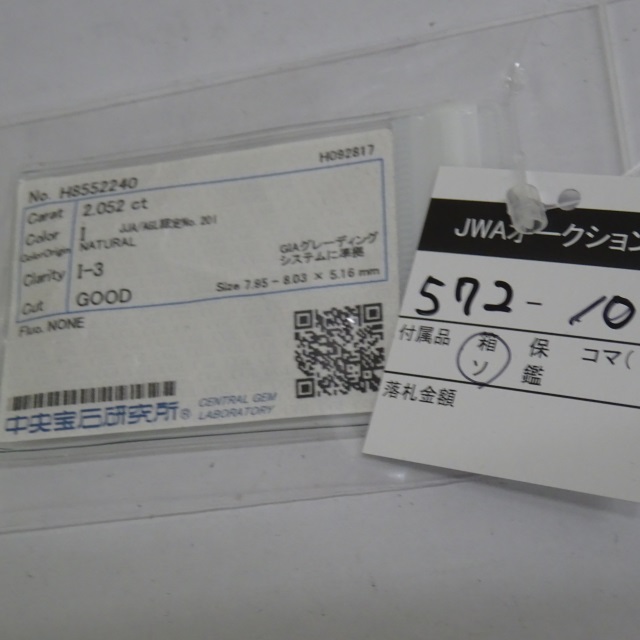 No. H8552240
H082817
Carat 2.052 ct
Color I JJA/AGL認定No. 201
Color Origin NATURAL
GIAグレーディング
システムに準拠
Clarity I-3
Size 7.85 - 8.03 × 5.16 mm
Cut GOOD
Fluo. NONE
中央宝石研究所®
CENTRAL GEM
LABORATORY
JWAオークション
572-10
付属品 箱 保 コマ(
ソ 鑑
落札金額